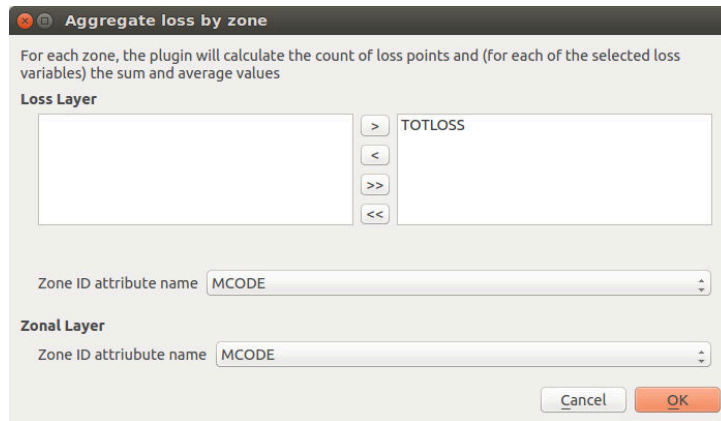 Aggregate loss by zone
For each zone, the plugin will calculate the count of loss points and (for each of the selected loss
variables) the sum and average values
Loss Layer
>
TOTLOSS
<
>>
<<
Zone ID attribute name
MCODE
Zonal Layer
Zone ID attriubute name
MCODE
Cancel
OK